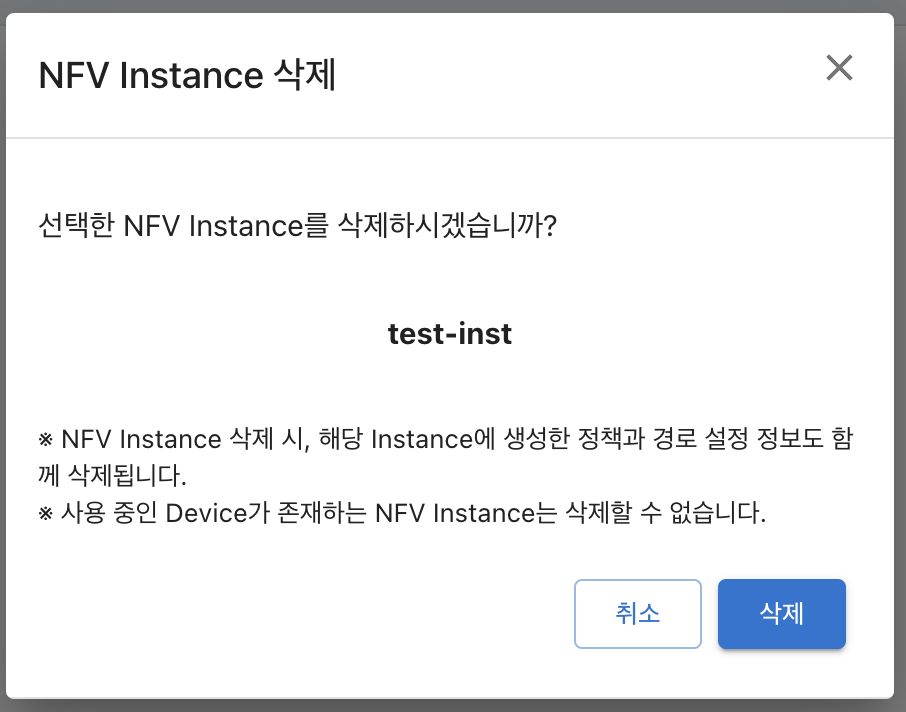 NFV Instance 삭제
선택한 NFV Instance를 삭제하시겠습니까?
test-inst
※ NFV Instance 삭제 시, 해당 Instance에 생성한 정책과 경로 설정 정보도 함
께 삭제됩니다.
※ 사용 중인 Device가 존재하는 NFV Instance는 삭제할 수 없습니다.
취소
삭제